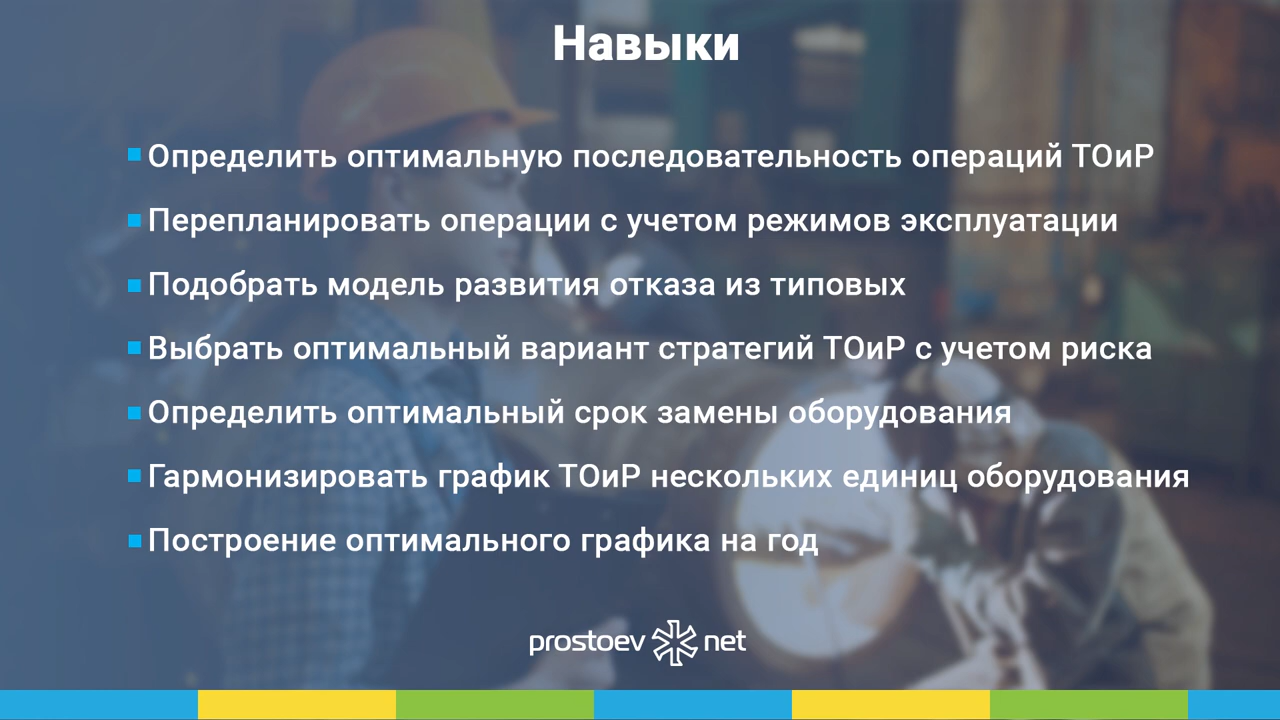 Навыки
Определить оптимальную последовательность операций ТОиР
Перепланировать операции с учетом режимов эксплуатации
Подобрать модель развития отказа из типовых
Выбрать оптимальный вариант стратегий ТОиР с учетом риска
Определить оптимальный срок замены оборудования
Гармонизировать график ТОиР нескольких единиц оборудования
Построение оптимального графика на год
prostoev net